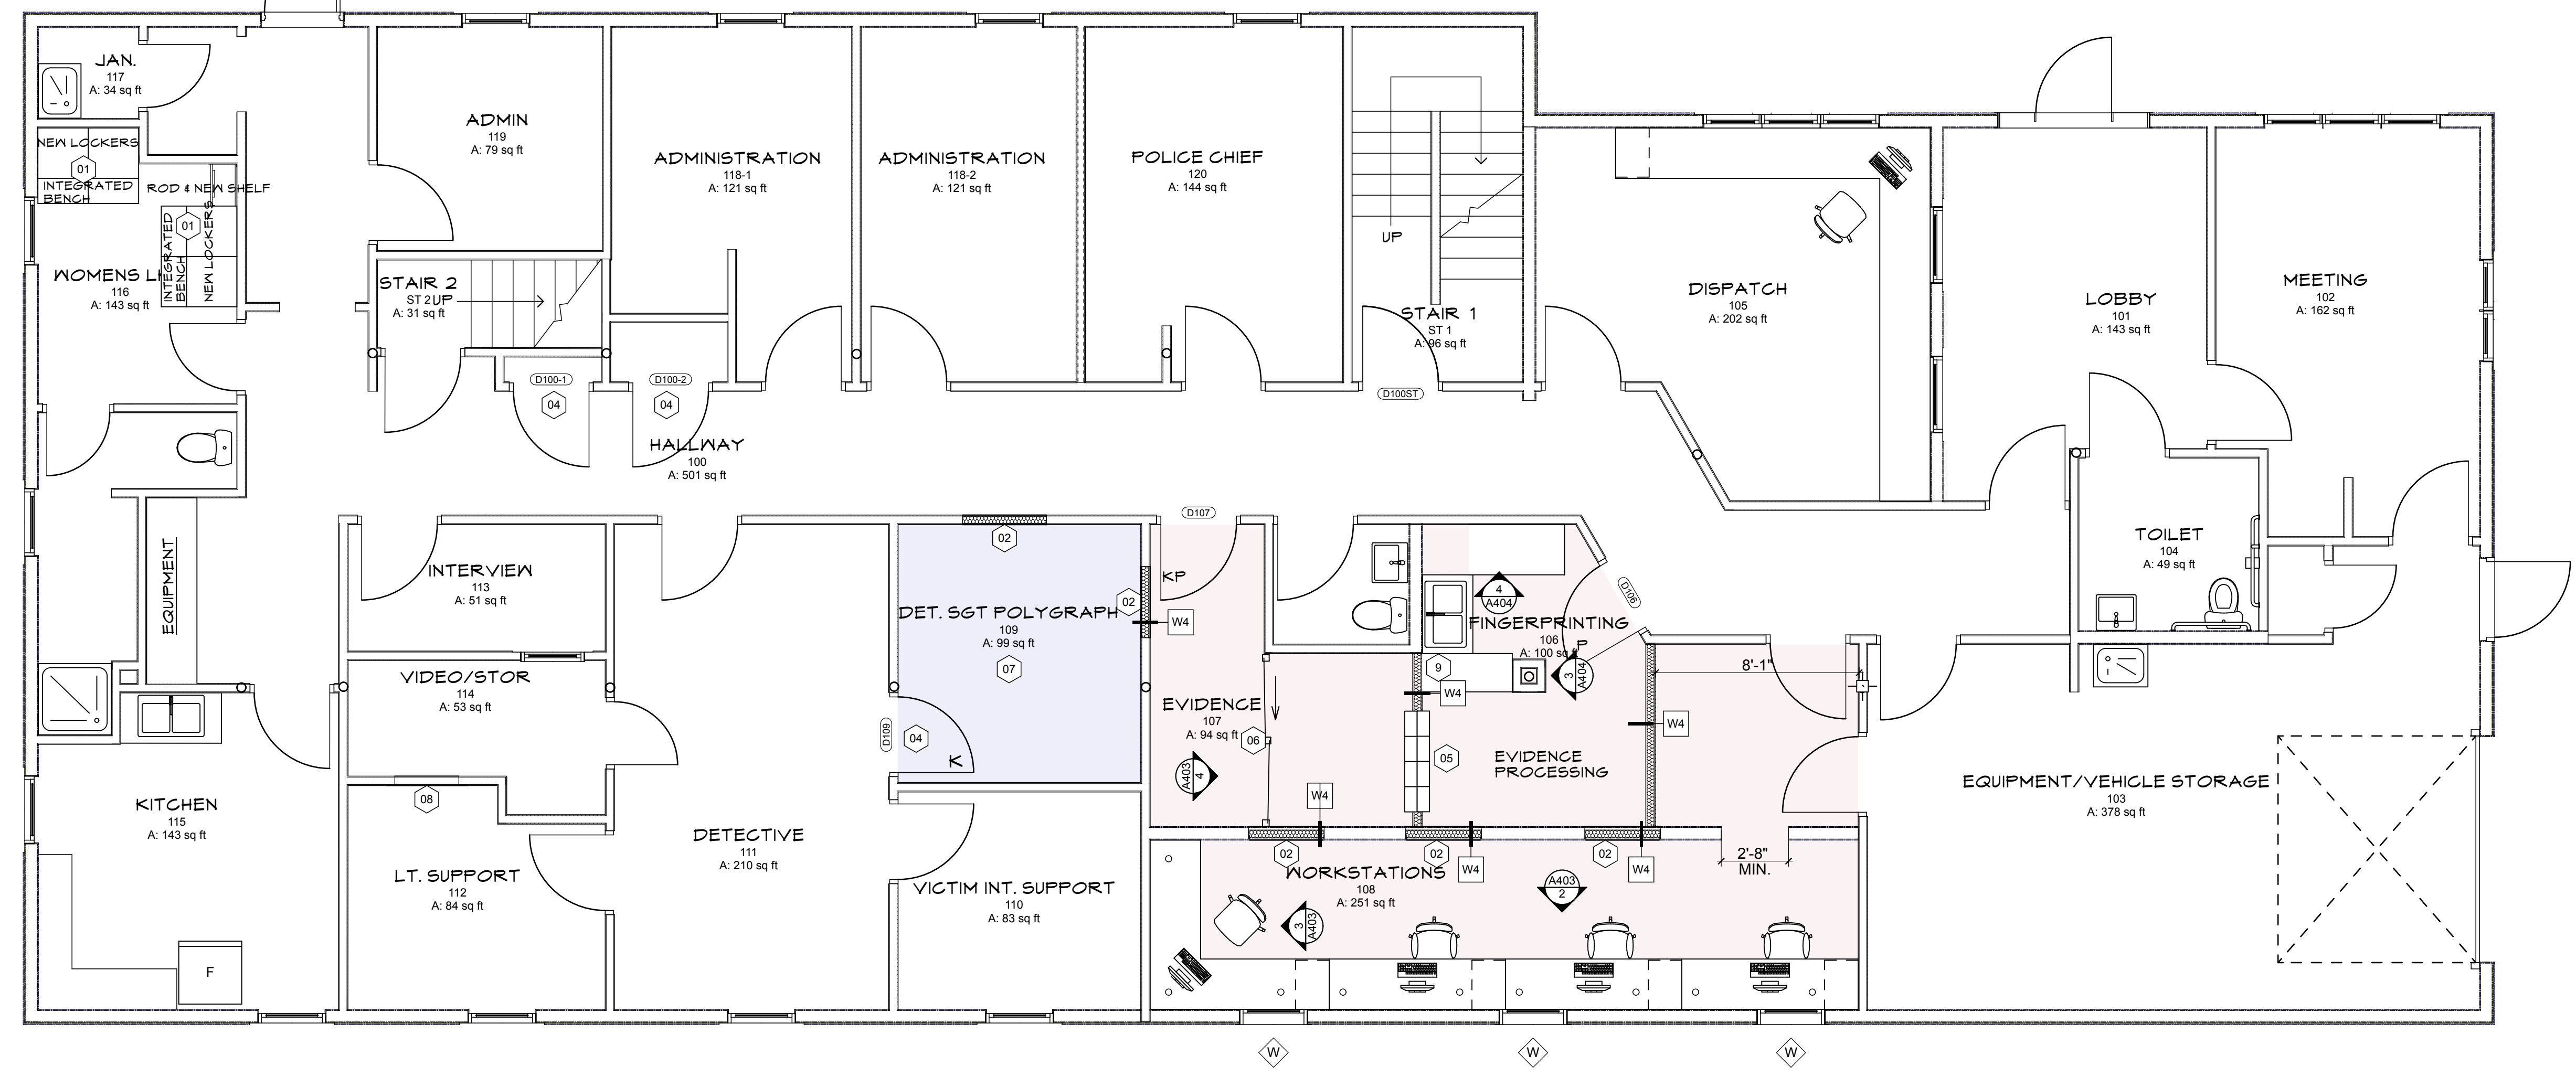 JAN.
117
A: 34 sq ft
NEW LOCKERS
01
INTEGRATED
BENCH
ROD & NEW SHELF
01
INTEGRATED
BENCH
NEW LOCKERS
WOMENS L
116
A: 143 sq ft
ADMIN
119
A: 79 sq ft
STAIR 2
ST 2
UP
A: 31 sq ft
ADMINISTRATION
118-1
A: 121 sq ft
ADMINISTRATION
118-2
A: 121 sq ft
POLICE CHIEF
120
A: 144 sq ft
UP
STAIR 1
ST 1
A: 96 sq ft
D100ST
DISPATCH
105
A: 202 sq ft
LOBBY
101
A: 143 sq ft
MEETING
102
A: 162 sq ft
D100-1
04
D100-2
04
HALLWAY
100
A: 501 sq ft
EQUIPMENT
INTERVIEW
113
A: 51 sq ft
VIDEO/STOR
114
A: 53 sq ft
08
02
02
DET. SGT POLYGRAPH
109
A: 99 sq ft
07
D109
04
K
D107
KP
W4
EVIDENCE
107
A: 94 sq ft
06
A403
4
W4
4
A404
FINGERPRINTING
106
A: 100 sq f
D106
P
3
A404
9
W4
05
EVIDENCE
PROCESSING
W4
8'-1"
TOILET
104
A: 49 sq ft
EQUIPMENT/VEHICLE STORAGE
103
A: 378 sq ft
KITCHEN
115
A: 143 sq ft
F
LT. SUPPORT
112
A: 84 sq ft
DETECTIVE
111
A: 210 sq ft
VICTIM INT. SUPPORT
110
A: 83 sq ft
02
02
W4
02
W4
2'-8"
MIN.
WORKSTATIONS
108
A: 251 sq ft
3
A403
A403
2
W
W
W